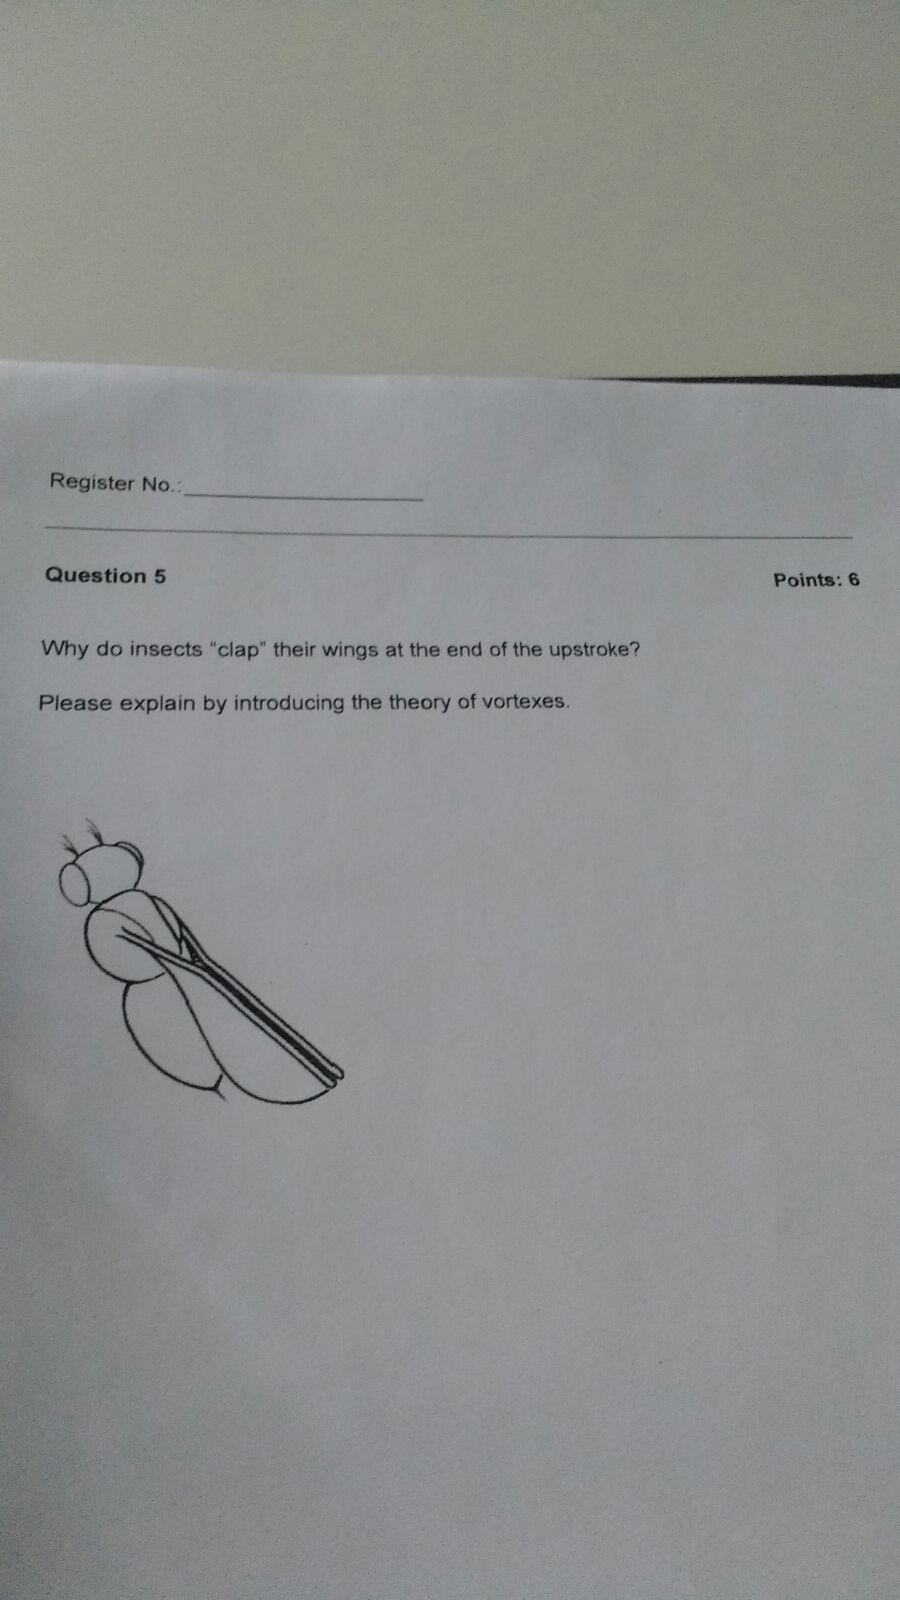 Register No.:
Question 5
Points: 6
Why do insects “clap” their wings at the end of the upstroke?
Please explain by introducing the theory of vortexes.